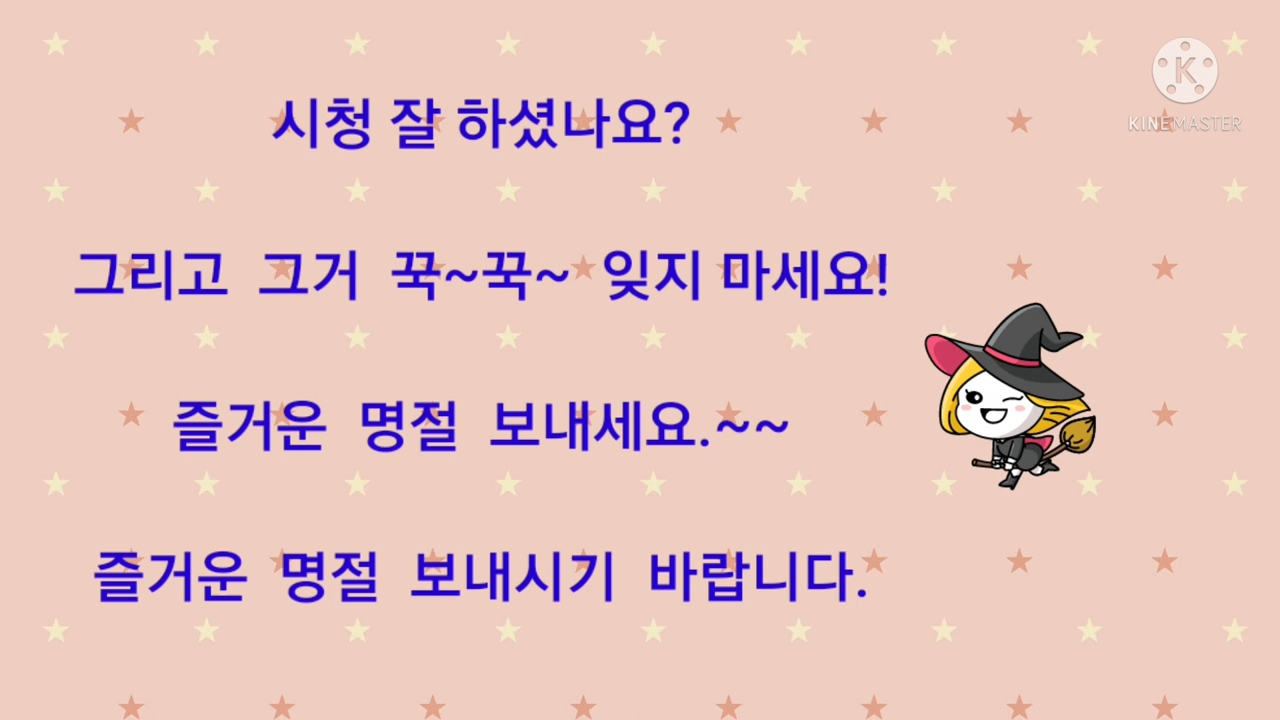 시청 잘 하셨나요?
그리고 그거 꾹~꾹~ 잊지 마세요!
즐거운 명절 보내세요.~~
즐거운 명절 보내시기 바랍니다.
K
KINEMASTER